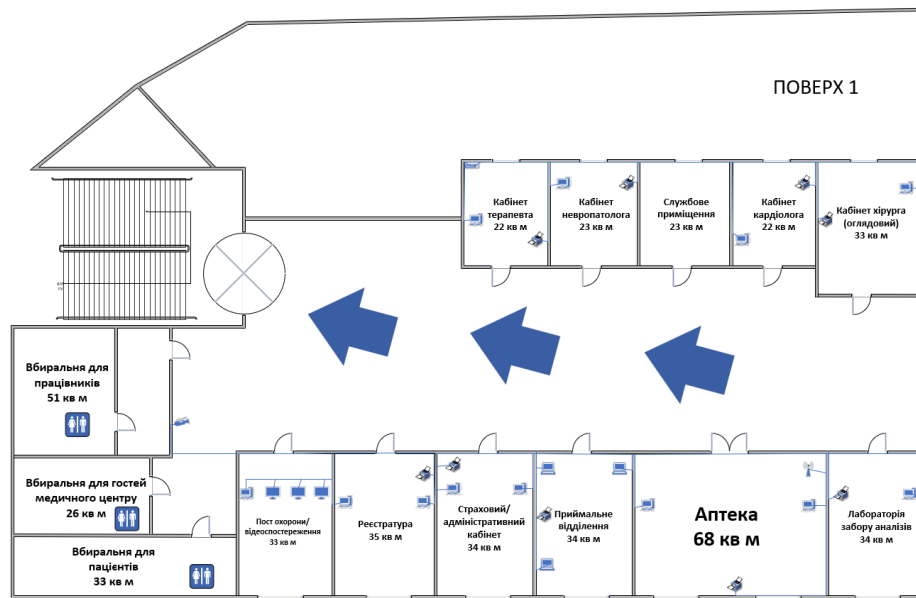 ПОВЕРХ 1
Кабінет
терапевта
22 кв м
Кабінет
невропатолога
23 кв м
Службове
приміщення
23 кв м
Кабінет
кардіолога
22 кв м
Кабінет хірурга
(оглядовий)
33 кв м
Вбиральня для
працівників
51 кв м
Вбиральня для гостей
медичного центру
26 кв м
Вбиральня для
пацієнтів
33 кв м
Пост охорони/
відеоспостереження
33 кв м
Реєстратура
35 кв м
Страховий/
адміністративний
кабінет
34 кв м
Приймальне
відділення
34 кв м
Аптека
68 кв м
Лабораторія
забору аналізів
34 кв м